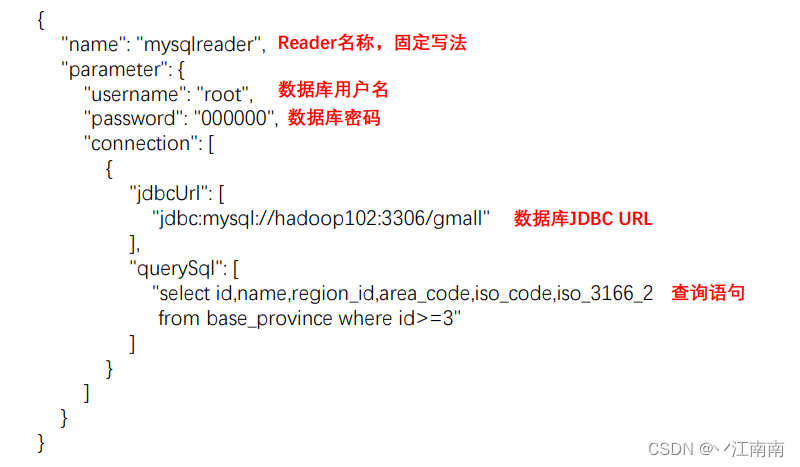 {
"name": "mysqlreader", Reader名称，固定写法
"parameter": {
"username": "root", 数据库用户名
"password": "000000", 数据库密码
"connection": [
{
"jdbcUrl": [
"jdbc:mysql://hadoop102:3306/gmall" 数据库JDBC URL
],
"querySql": [
"select id,name,region_id,area_code,iso_code,iso_3166_2 查询语句
from base_province where id>=3"
]
}
]
}
}
CSDN @丷江南南